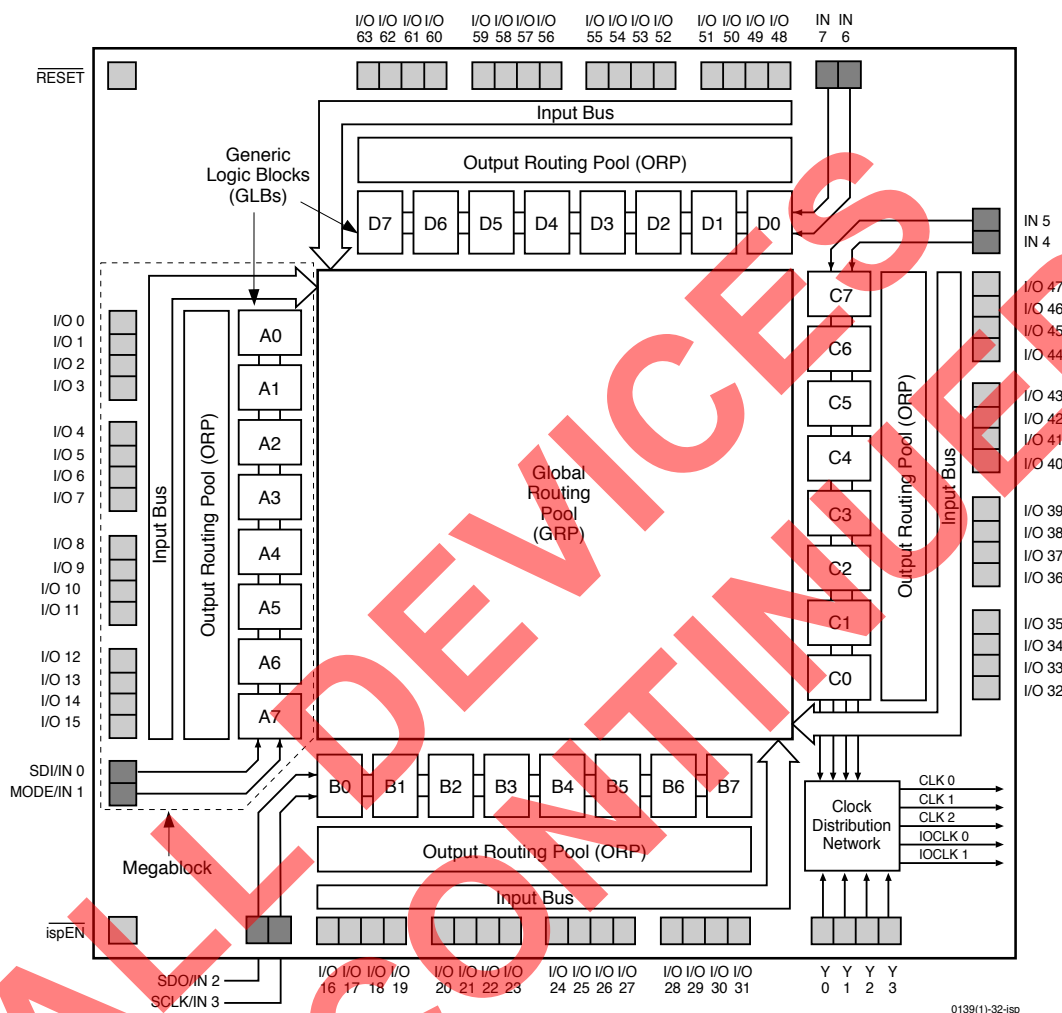 I/O I/O I/O I/O
63 62 61 60
I/O I/O I/O I/O
59 58 57 56
I/O I/O I/O I/O
55 54 53 52
I/O I/O I/O I/O
51 50 49 48
IN IN
7 6
RESET
Input Bus
Output Routing Pool (ORP)
Generic
Logic Blocks
(GLBs)
D7 D6 D5 D4 D3 D2 D1 D0
IN 5
IN 4
I/O 0
I/O 1
I/O 2
I/O 3
I/O 4
I/O 5
I/O 6
I/O 7
I/O 8
I/O 9
I/O 10
I/O 11
I/O 12
I/O 13
I/O 14
I/O 15
Input Bus
Output Routing Pool (ORP)
A0
A1
A2
A3
A4
A5
A6
A7
Global
Routing
Pool
(GRP)
C7
C6
C5
C4
C3
C2
C1
C0
Output Routing Pool (ORP)
Input Bus
I/O 47
I/O 46
I/O 45
I/O 44
I/O 43
I/O 42
I/O 41
I/O 40
I/O 39
I/O 38
I/O 37
I/O 36
I/O 35
I/O 34
I/O 33
I/O 32
SDI/IN 0
MODE/IN 1
B0 B1 B2 B3 B4 B5 B6 B7
Output Routing Pool (ORP)
Input Bus
Megablock
Clock
Distribution
Network
CLK 0
CLK 1
CLK 2
IOCLK 0
IOCLK 1
ispEN
SDO/IN 2
SCLK/IN 3
I/O I/O I/O I/O
16 17 18 19
I/O I/O I/O I/O
20 21 22 23
I/O I/O I/O I/O
24 25 26 27
I/O I/O I/O I/O
28 29 30 31
Y Y Y Y
0 1 2 3
0139(1)-32-isp
ALL DEVICES
CONTINUED